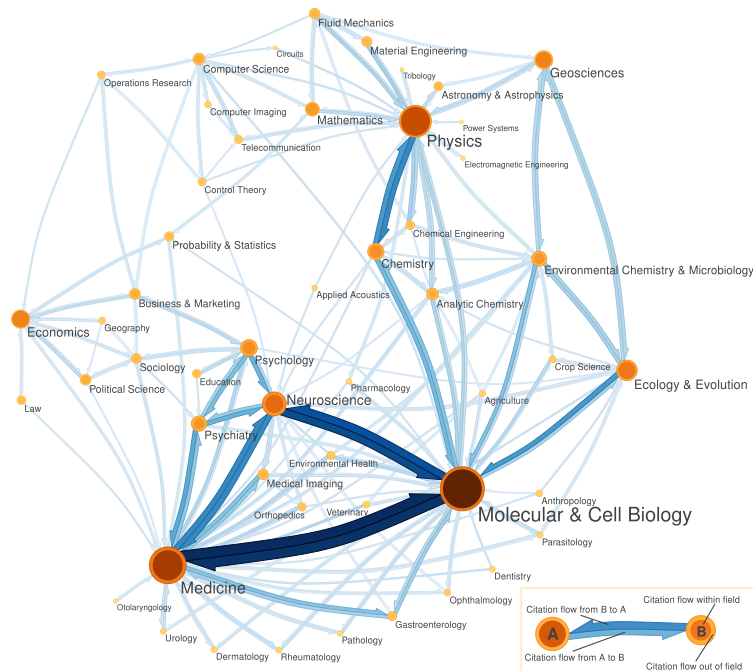 Fluid Mechanics
Material Engineering
Circuits
Computer Science
Tribology
Geosciences
Operations Research
Astronomy & Astrophysics
Computer Imaging
Mathematics
Power Systems
Physics
Telecommunication
Electromagnetic Engineering
Control Theory
Chemical Engineering
Probability & Statistics
Chemistry
Environmental Chemistry & Microbiology
Applied Acoustics
Business & Marketing
Analytic Chemistry
Geography
Economics
Psychology
Sociology
Crop Science
Education
Pharmacology
Ecology & Evolution
Political Science
Agriculture
Neuroscience
Law
Psychiatry
Environmental Health
Medical Imaging
Anthropology
Veterinary
Orthopedics
Molecular & Cell Biology
Parasitology
Dentistry
Medicine
Ophthalmology
Otolaryngology
Gastroenterology
Urology
Pathology
Dermatology
Rheumatology
Citation flow within field
Citation flow from B to A
A
B
Citation flow from A to B
Citation flow out of field